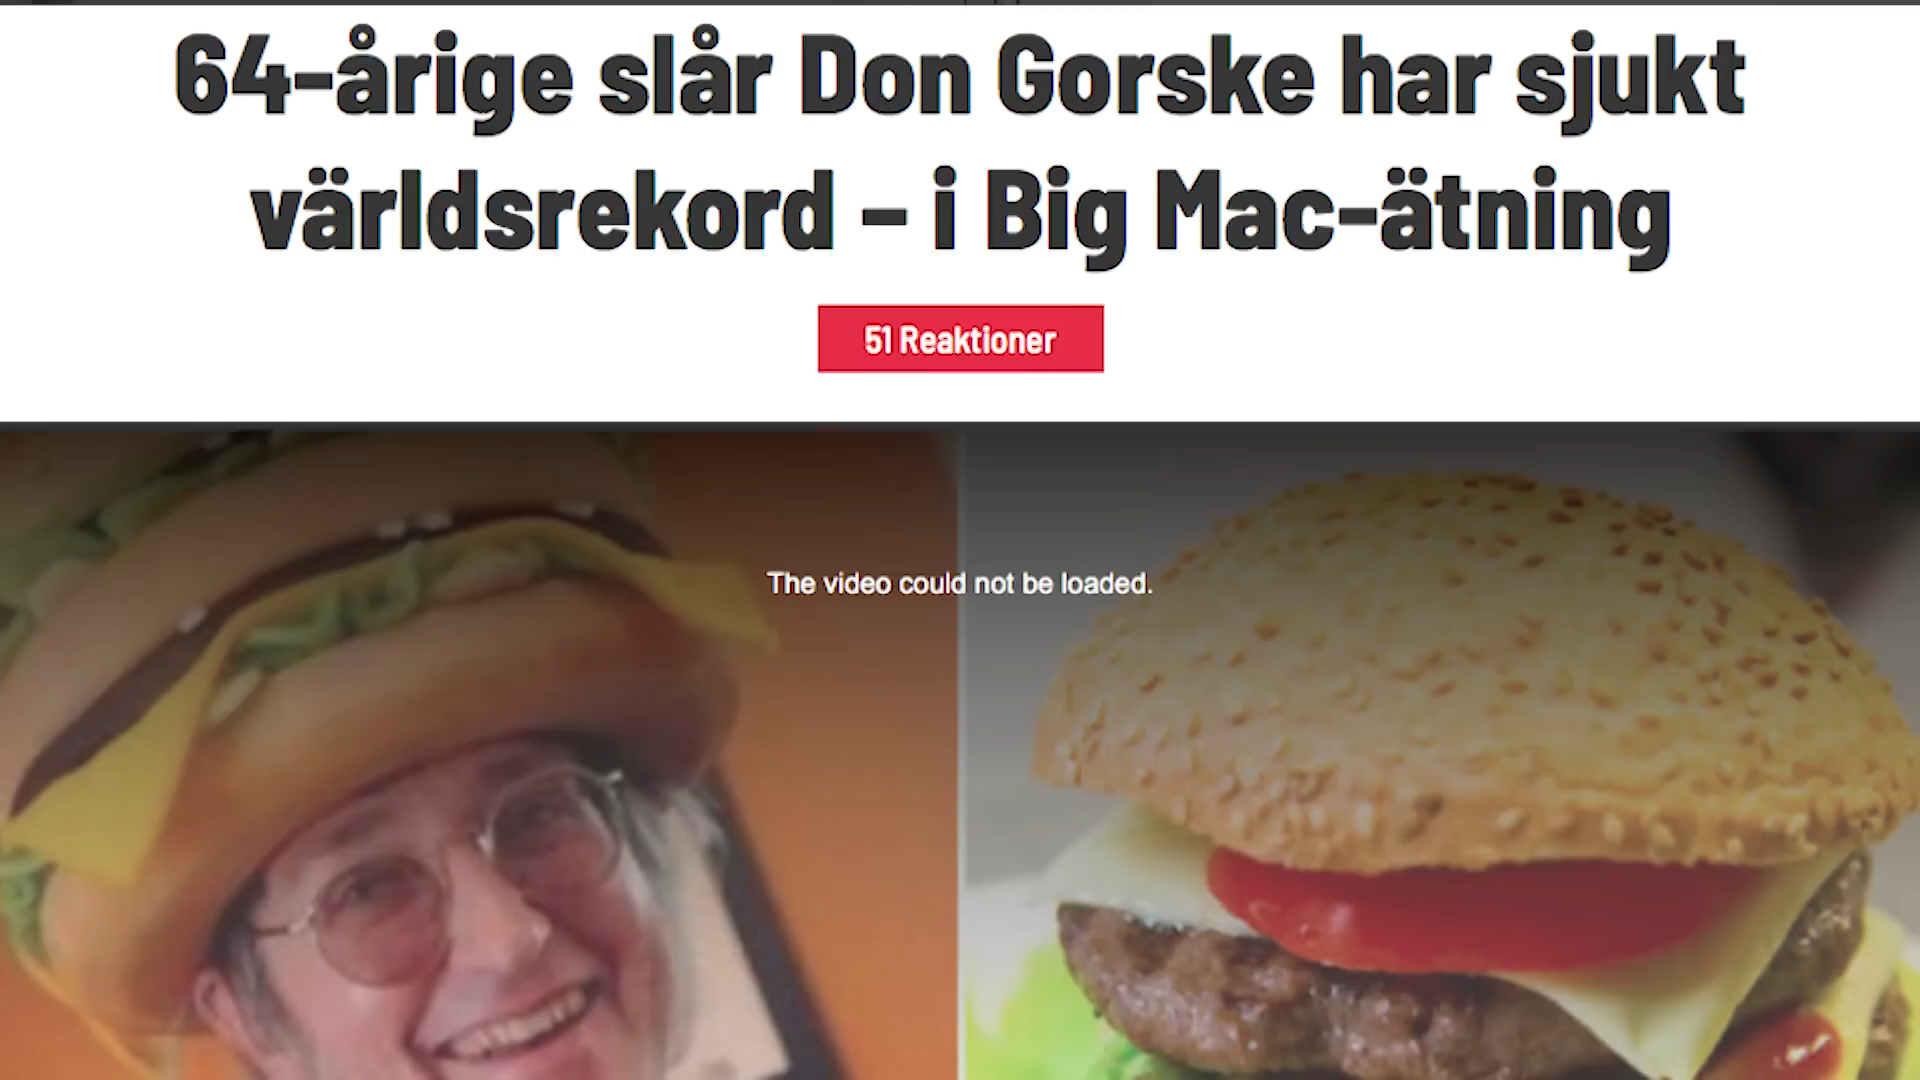 64-årige slår Don Gorske har sjukt
världsrekord – i Big Mac-ätning
51 Reaktioner
The video could not be loaded.